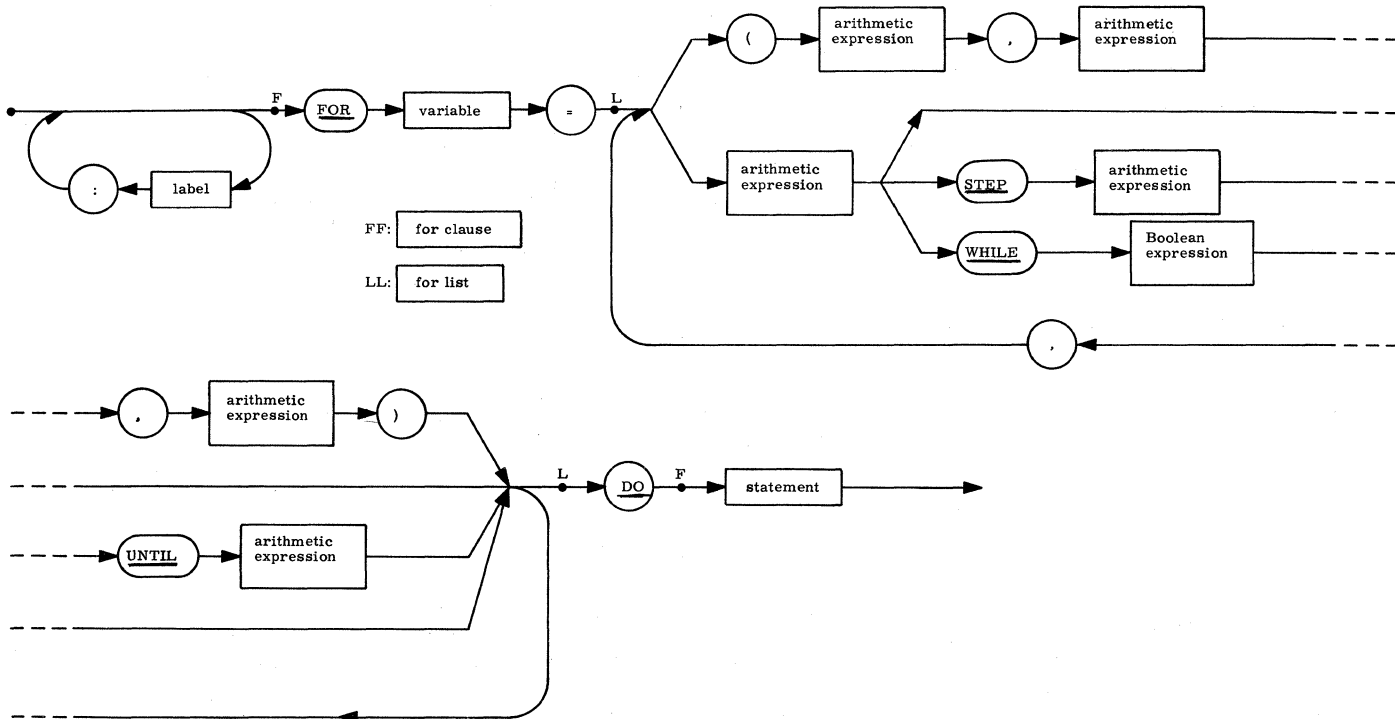 ( arithmetic expression , arithmetic expression
F FOR variable = L
: label
arithmetic expression STEP arithmetic expression
WHILE Boolean expression
FF: for clause
LL: for list
,
, arithmetic expression )
L DO F statement
UNTIL arithmetic expression